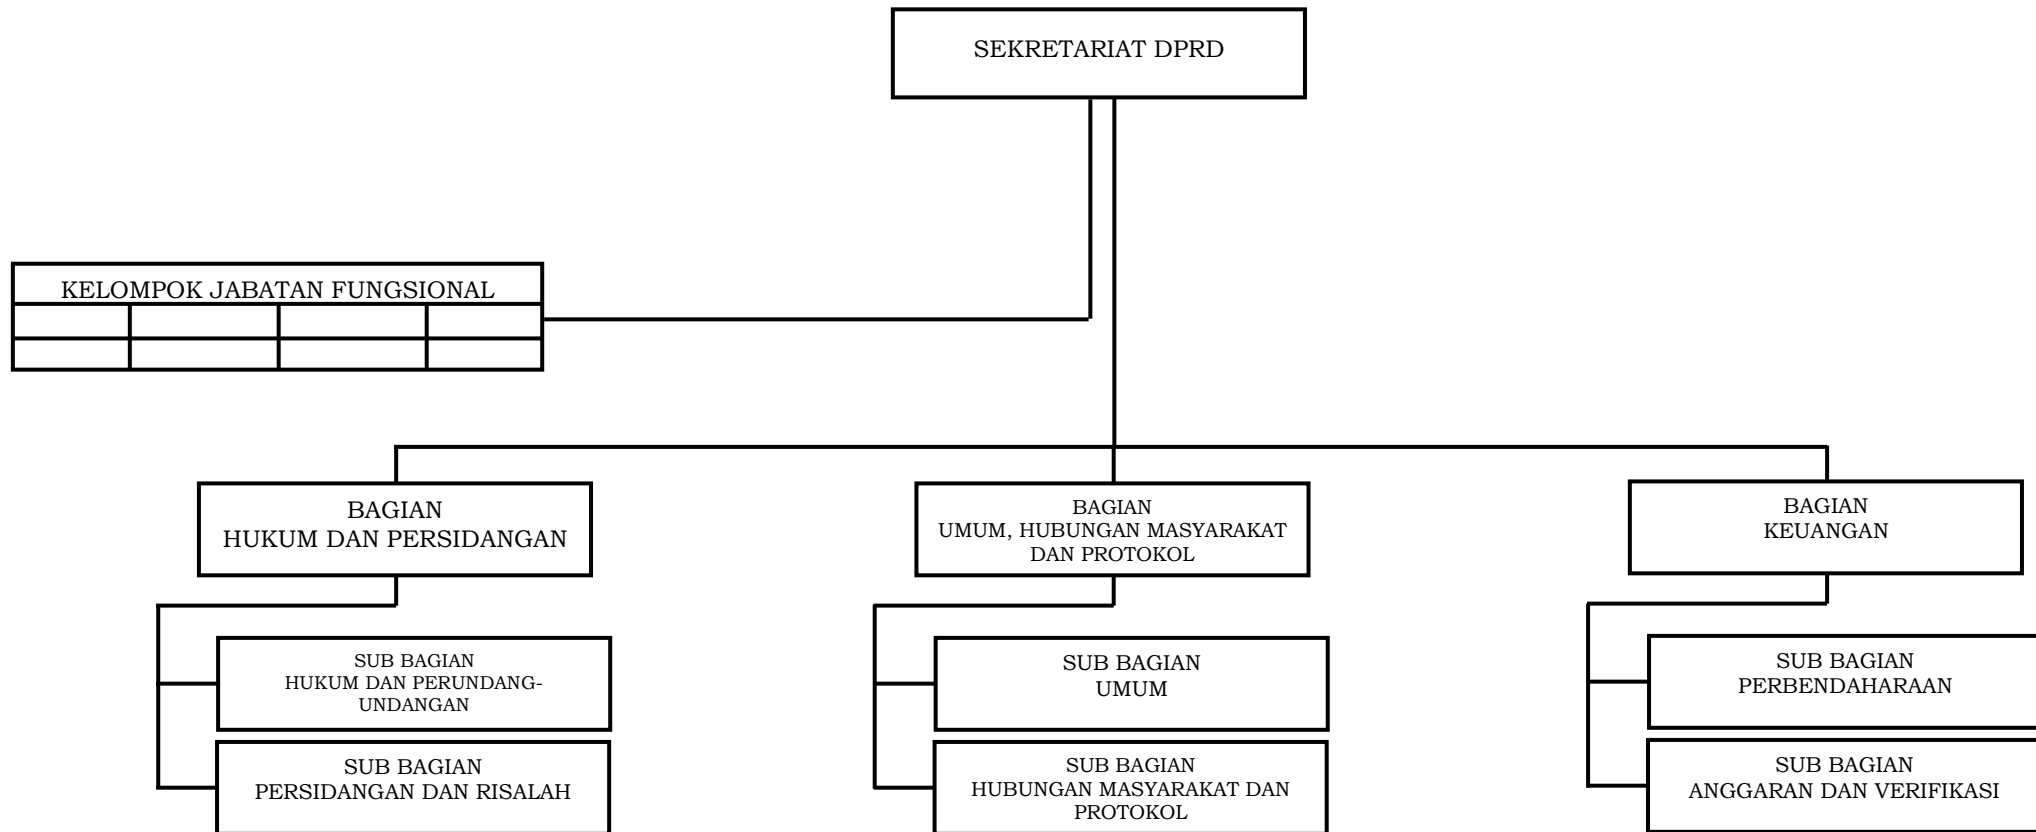 SEKRETARIAT DPRD
KELOMPOK JABATAN FUNGSIONAL
BAGIAN
HUKUM DAN PERSIDANGAN
BAGIAN
UMUM, HUBUNGAN MASYARAKAT
DAN PROTOKOL
BAGIAN
KEUANGAN
SUB BAGIAN
HUKUM DAN PERUNDANG-
UNDANGAN
SUB BAGIAN
UMUM
SUB BAGIAN
PERBENDAHARAAN
SUB BAGIAN
PERSIDANGAN DAN RISALAH
SUB BAGIAN
HUBUNGAN MASYARAKAT DAN
PROTOKOL
SUB BAGIAN
ANGGARAN DAN VERIFIKASI